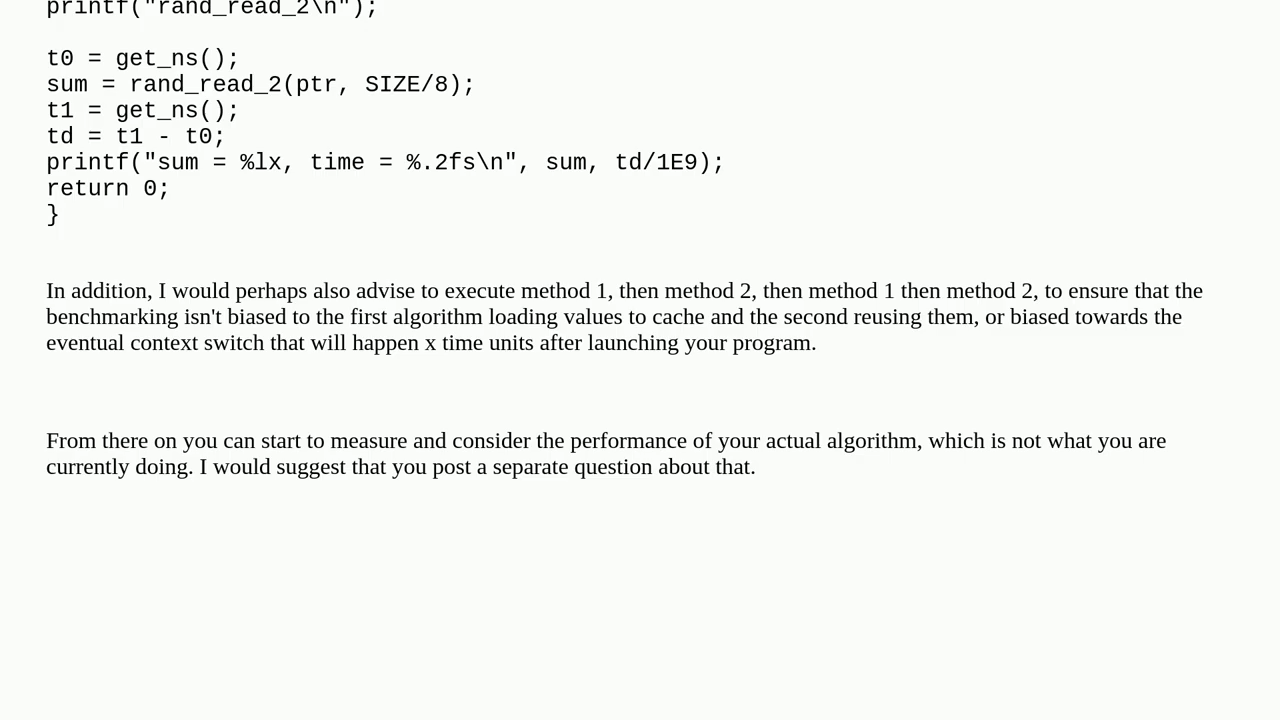 printf("rand_read_2\n");
t0 = get_ns();
sum = rand_read_2(ptr, SIZE/8);
t1 = get_ns();
td = t1 - t0;
printf("sum = %lx, time = %.2fs\n", sum, td/1E9);
return 0;
}
In addition, I would perhaps also advise to execute method 1, then method 2, then method 1 then method 2, to ensure that the
benchmarking isn't biased to the first algorithm loading values to cache and the second reusing them, or biased towards the
eventual context switch that will happen x time units after launching your program.
From there on you can start to measure and consider the performance of your actual algorithm, which is not what you are
currently doing. I would suggest that you post a separate question about that.